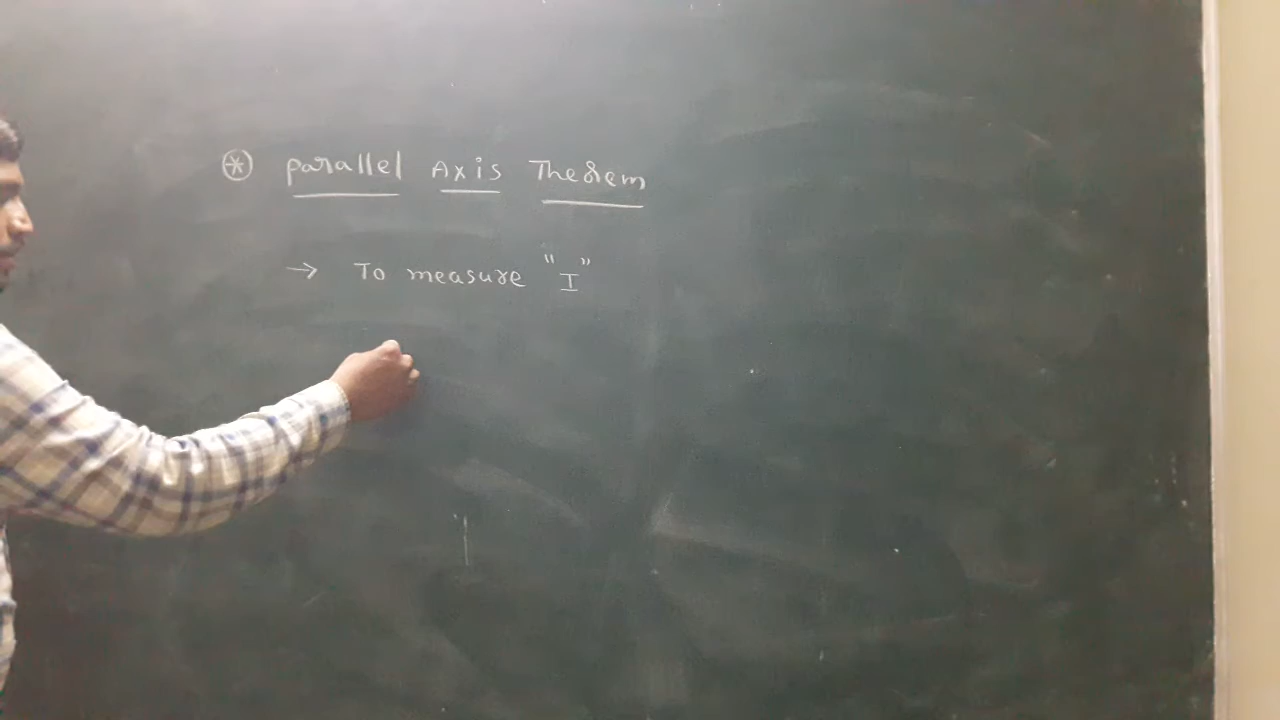 ⊛ parallel Axis Theorem
→ To measure "I"